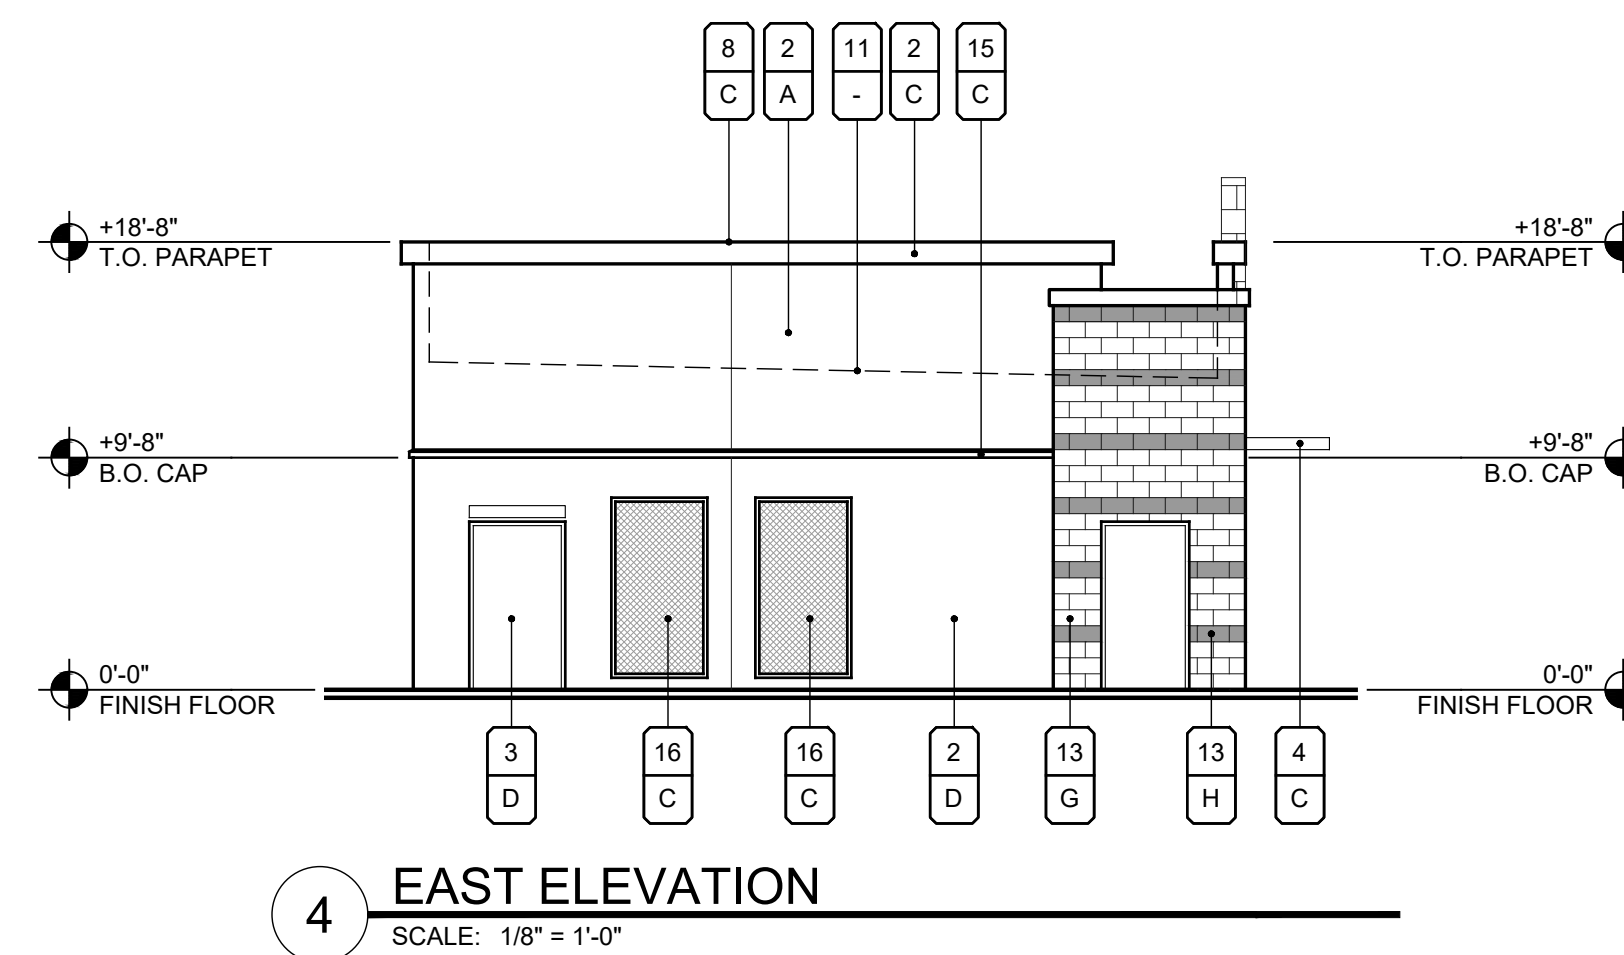 8 2 11 2 15
C A - C C
+18'-8" +18'-8"
T.O. PARAPET T.O. PARAPET
+9'-8" +9'-8"
B.O. CAP B.O. CAP
0'-0" 0'-0"
FINISH FLOOR FINISH FLOOR
3 16 16 2 13 13 4
D C C D G H C
4 EAST ELEVATION
SCALE: 1/8" = 1'-0"